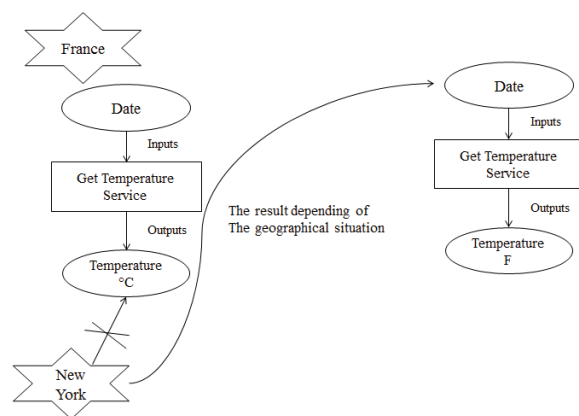 France
Date
Inputs
Get Temperature
Service
Outputs
Temperature
°C
New
York
The result depending of
The geographical situation
Date
Inputs
Get Temperature
Service
Outputs
Temperature
F